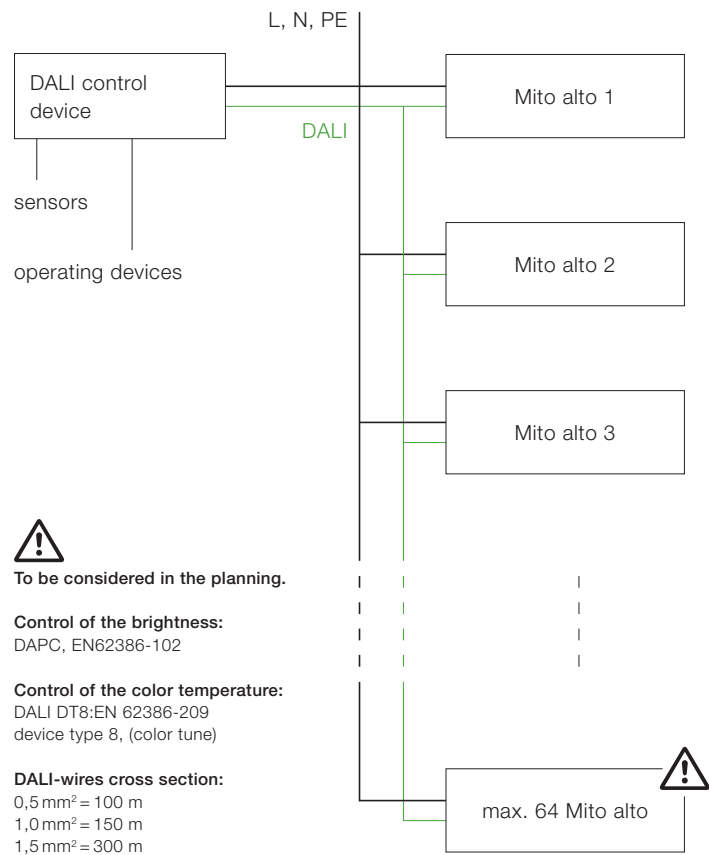 L, N, PE
DALI control
device
Mito alto 1
DALI
sensors
Mito alto 2
operating devices
Mito alto 3
To be considered in the planning.
Control of the brightness:
DAPC, EN62386-102
Control of the color temperature:
DALI DT8:EN 62386-209
device type 8, (color tune)
DALI-wires cross section:
0,5 mm² = 100 m
1,0 mm² = 150 m
1,5 mm² = 300 m
max. 64 Mito alto